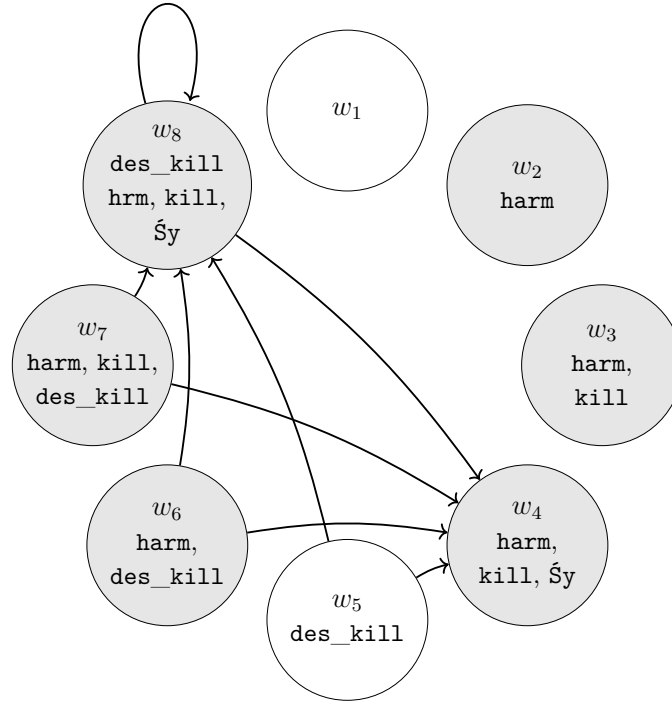 w₁
w₂
harm
w₃
harm,
kill
w₄
harm,
kill, Śy
w₅
des_kill
w₆
harm,
des_kill
w₇
harm, kill,
des_kill
w₈
des_kill
hrm, kill,
Śy